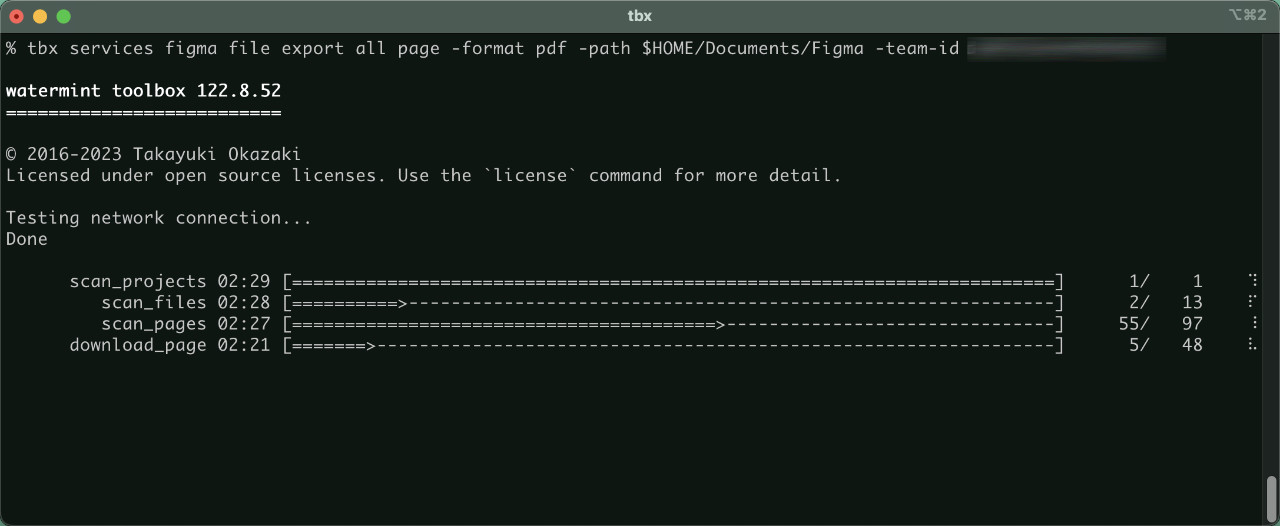 tbx
⌥⌘2
% tbx services figma file export all page -format pdf -path $HOME/Documents/Figma -team-id
watermint toolbox 122.8.52
==========================
© 2016-2023 Takayuki Okazaki
Licensed under open source licenses. Use the `license` command for more detail.
Testing network connection...
Done
scan_projects 02:29 [========================================================================] 1/ 1
scan_files 02:28 [==========>-------------------------------------------------------------] 2/ 13
scan_pages 02:27 [========================================>-------------------------------] 55/ 97
download_page 02:21 [=======>----------------------------------------------------------------] 5/ 48